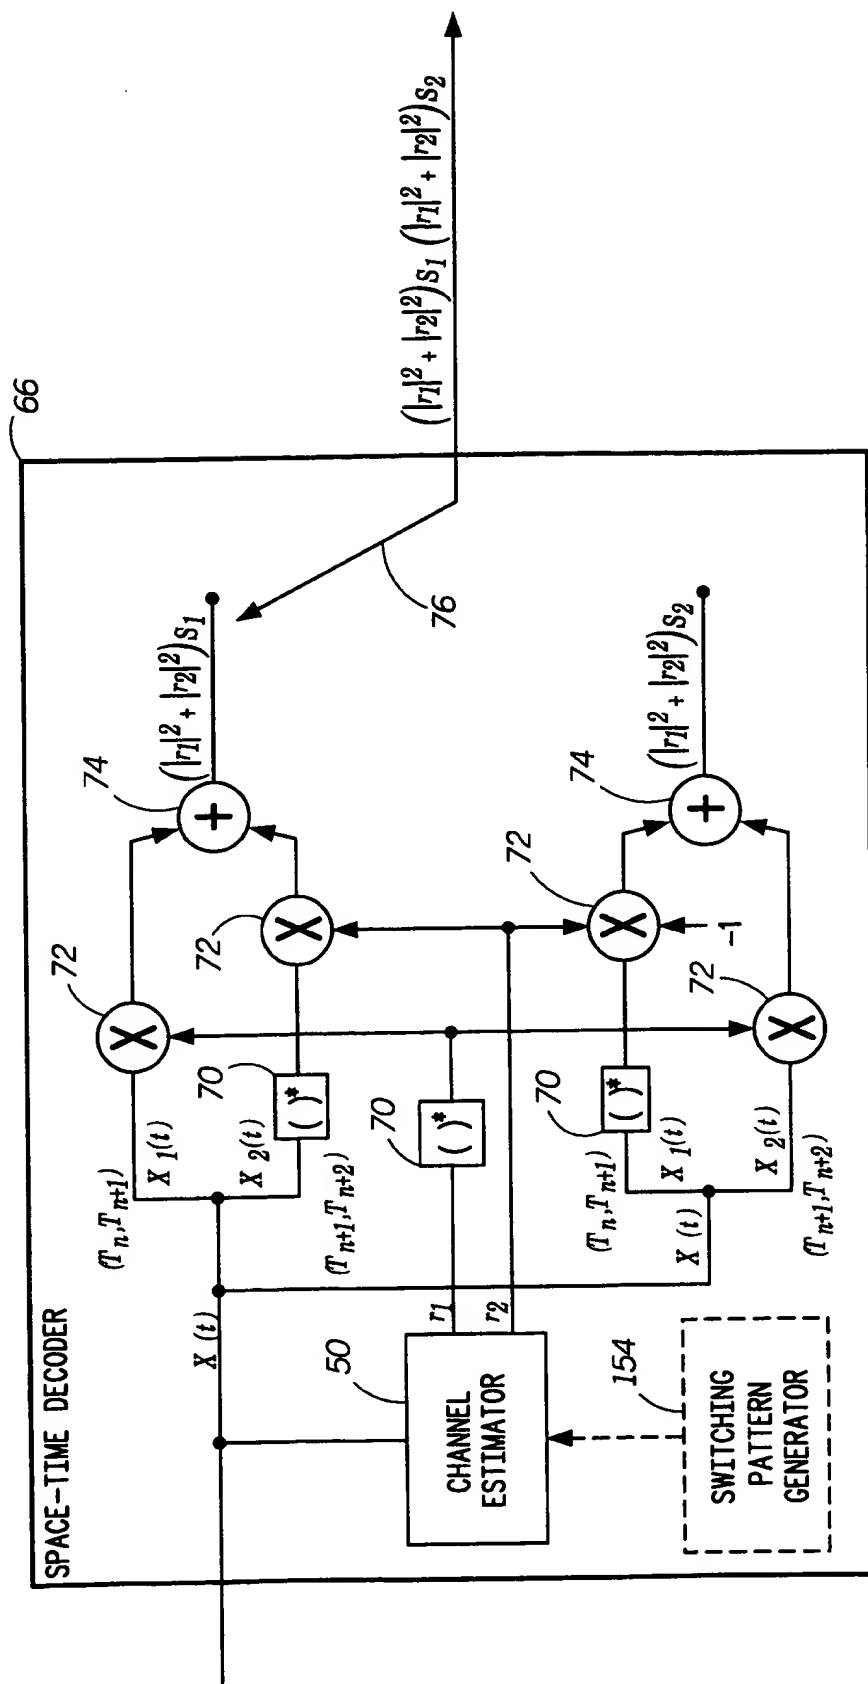 SPACE-TIME DECODER
66
X(t)
(Tn,Tn+1)
X1(t)
72
X2(t)
70
( )*
(Tn+1,Tn+2)
72
74
(|r1|²+|r2|²)S1
76
(|r1|²+|r2|²)S1 (|r1|²+|r2|²)S2
50
CHANNEL
ESTIMATOR
r1
r2
70
( )*
154
SWITCHING
PATTERN
GENERATOR
X(t)
(Tn,Tn+1)
X1(t)
70
( )*
72
-1
X2(t)
(Tn+1,Tn+2)
72
74
(|r1|²+|r2|²)S2